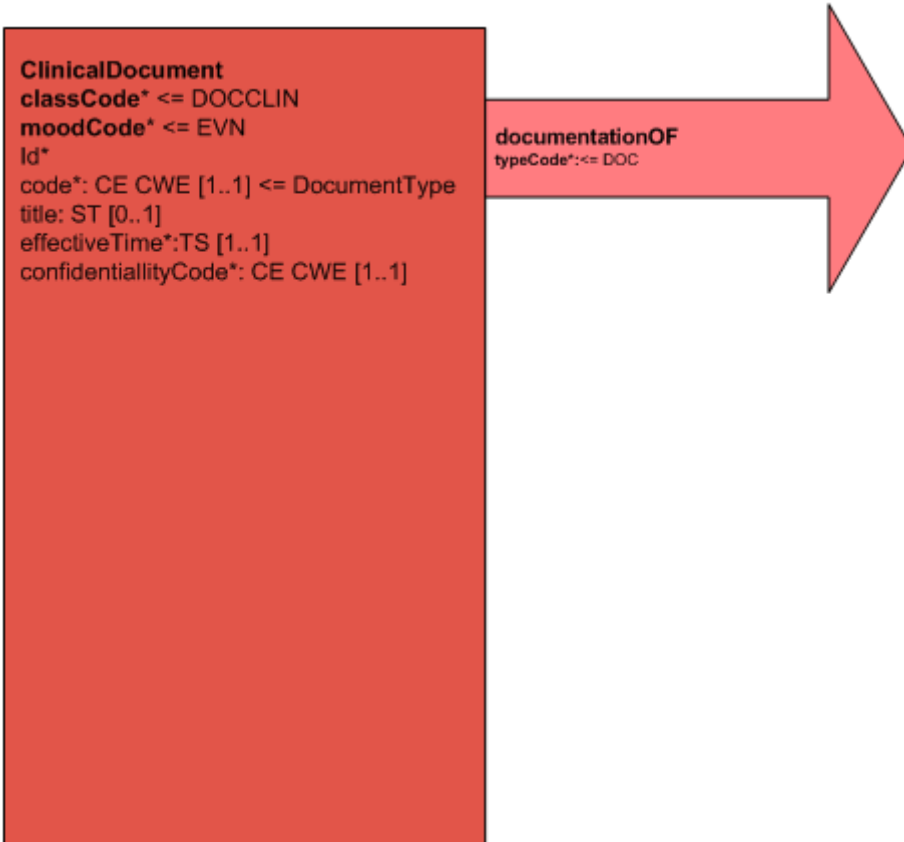 ClinicalDocument
classCode* <= DOCCLIN
moodCode* <= EVN
Id*
code*: CE CWE [1..1] <= DocumentType
title: ST [0..1]
effectiveTime*:TS [1..1]
confidentiallityCode*: CE CWE [1..1]
documentationOF
typeCode*:<= DOC